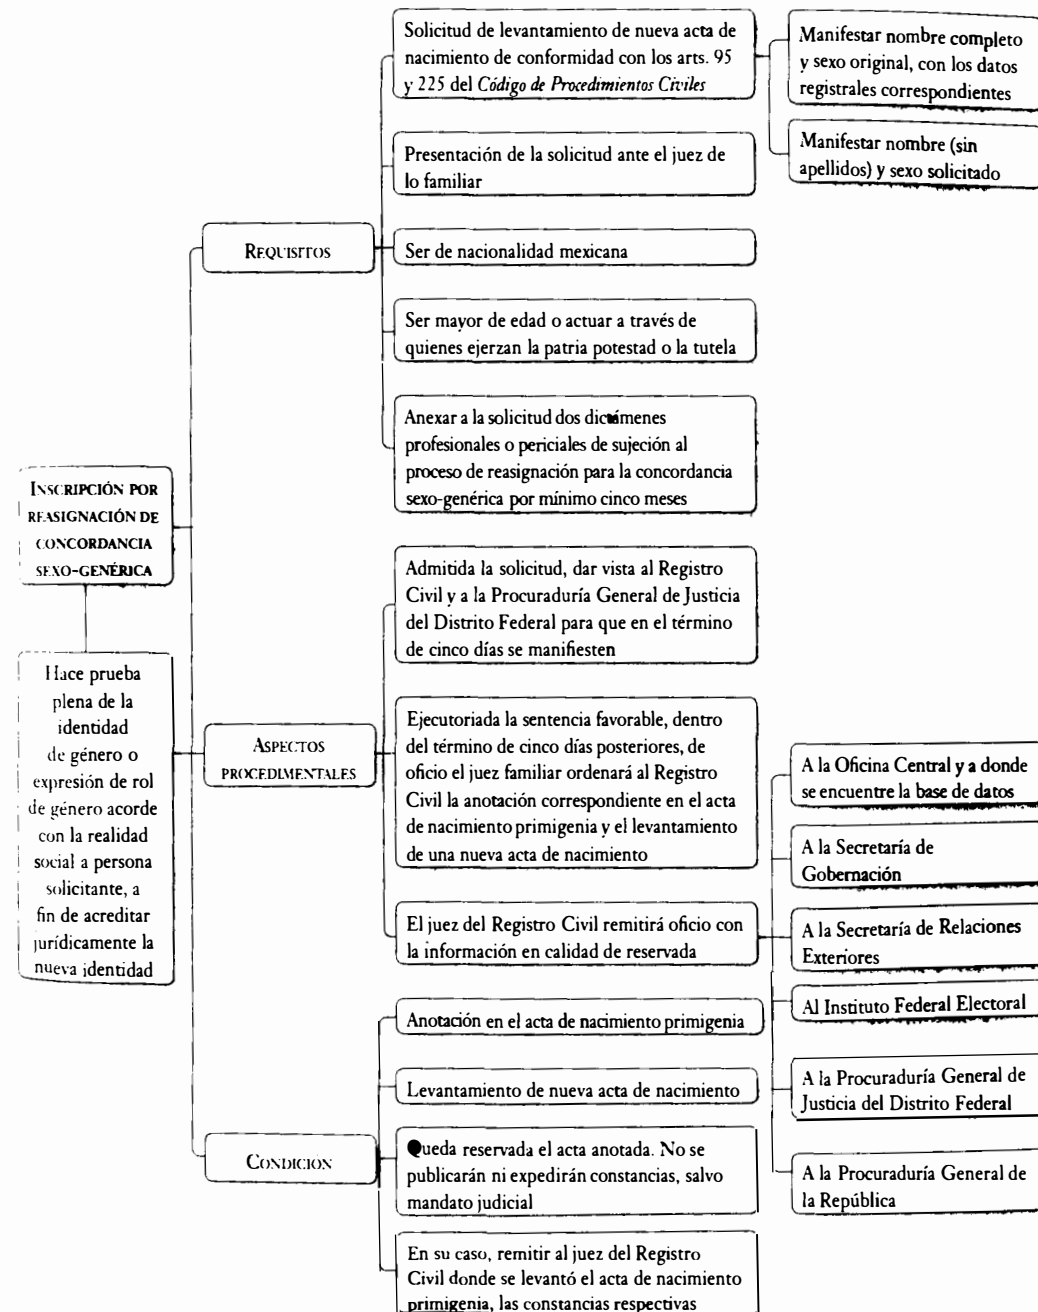 INSCRIPCIÓN POR
REASIGNACIÓN DE
CONCORDANCIA
SEXO-GENÉRICA
Hace prueba
plena de la
identidad
de género o
expresión de rol
de género acorde
con la realidad
social a persona
solicitante, a
fin de acreditar
jurídicamente la
nueva identidad
REQUISITOS
Solicitud de levantamiento de nueva acta de
nacimiento de conformidad con los arts. 95
y 225 del Código de Procedimientos Civiles
Manifestar nombre completo
y sexo original, con los datos
registrales correspondientes
Manifestar nombre (sin
apellidos) y sexo solicitado
Presentación de la solicitud ante el juez de
lo familiar
Ser de nacionalidad mexicana
Ser mayor de edad o actuar a través de
quienes ejerzan la patria potestad o la tutela
Anexar a la solicitud dos dictámenes
profesionales o periciales de sujeción al
proceso de reasignación para la concordancia
sexo-genérica por mínimo cinco meses
ASPECTOS
PROCEDIMENTALES
Admitida la solicitud, dar vista al Registro
Civil y a la Procuraduría General de Justicia
del Distrito Federal para que en el término
de cinco días se manifiesten
Ejecutoriada la sentencia favorable, dentro
del término de cinco días posteriores, de
oficio el juez familiar ordenará al Registro
Civil la anotación correspondiente en el acta
de nacimiento primigenia y el levantamiento
de una nueva acta de nacimiento
El juez del Registro Civil remitirá oficio con
la información en calidad de reservada
A la Oficina Central y a donde
se encuentre la base de datos
A la Secretaría de
Gobernación
A la Secretaría de Relaciones
Exteriores
Al Instituto Federal Electoral
A la Procuraduría General de
Justicia del Distrito Federal
A la Procuraduría General de
la República
CONDICIÓN
Anotación en el acta de nacimiento primigenia
Levantamiento de nueva acta de nacimiento
Queda reservada el acta anotada. No se
publicarán ni expedirán constancias, salvo
mandato judicial
En su caso, remitir al juez del Registro
Civil donde se levantó el acta de nacimiento
primigenia, las constancias respectivas